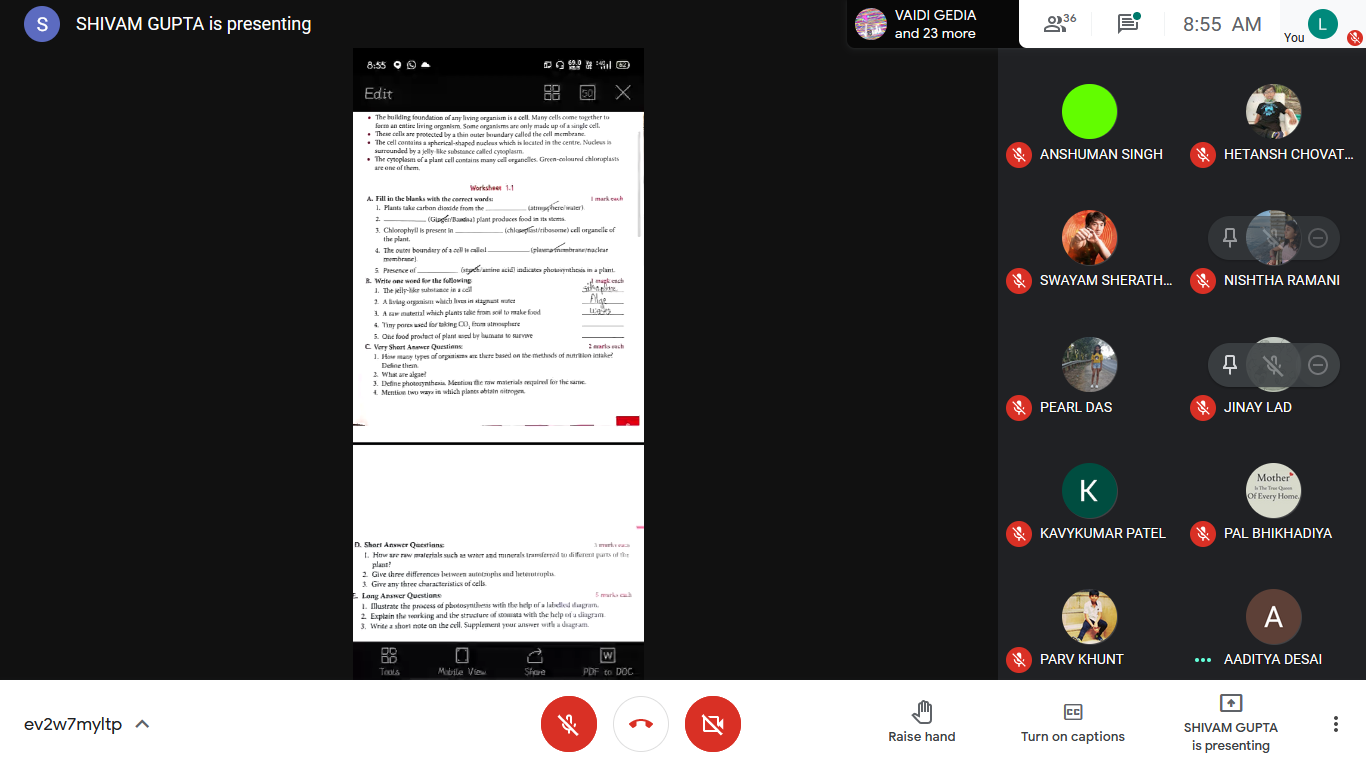 S
SHIVAM GUPTA is presenting
VAIDI GEDIA
and 23 more
36
8:55 AM
You
L
8:55
Edit
• The building foundation of any living organism is a cell. Many cells come together to
form an entire living organism. Some organisms are only made up of a single cell.
• These cells are protected by a thin outer boundary called the cell membrane.
• The cell contains a spherical-shaped nucleus which is located in the centre. Nucleus is
surrounded by a jelly-like substance called cytoplasm.
• The cytoplasm of a plant cell contains many cell organelles. Green-coloured chloroplasts
are one of them.
Worksheet 1.1
A. Fill in the blanks with the correct words: 1 mark each
1. Plants take carbon dioxide from the ____________ (atmosphere/water)
2. ____________ (Ginger/Banana) plant produces food in its stems.
3. Chlorophyll is present in ____________ (chloroplast/ribosome) cell organelle of
the plant.
4. The outer boundary of a cell is called ____________ (plasma membrane/nuclear
membrane).
5. Presence of ____________ (starch/amino acid) indicates photosynthesis in a plant.
B. Write one word for the following: 1 mark each
1. The jelly-like substance in a cell
2. A living organism which lives in stagnant water
3. A raw material which plants take from soil to make food
4. Tiny pores used for taking CO₂ from atmosphere
5. One food product of plant used by humans to survive
C. Very Short Answer Questions: 2 marks each
1. How many types of organisms are there based on the methods of nutrition intake?
Define them.
2. What are algae?
3. Define photosynthesis. Mention the raw materials required for the same.
4. Mention two ways in which plants obtain nitrogen.
D. Short Answer Questions: 3 marks each
1. How are raw materials such as water and minerals transferred to different parts of the
plant?
2. Give three differences between autotrophs and heterotrophs.
3. Give any three characteristics of cells.
E. Long Answer Questions: 5 marks each
1. Illustrate the process of photosynthesis with the help of a labelled diagram.
2. Explain the working and the structure of stomata with the help of a diagram.
3. Write a short note on the cell. Supplement your answer with a diagram.
Tools Mobile View Share PDF to DOC
ANSHUMAN SINGH
HETANSH CHOVAT...
SWAYAM SHERATH...
NISHTHA RAMANI
PEARL DAS
JINAY LAD
K
Mother
Is The True Queen
Of Every Home.
KAVYKUMAR PATEL
PAL BHIKHADIYA
A
PARV KHUNT
AADITYA DESAI
ev2w7myltp
Raise hand
Turn on captions
SHIVAM GUPTA
is presenting